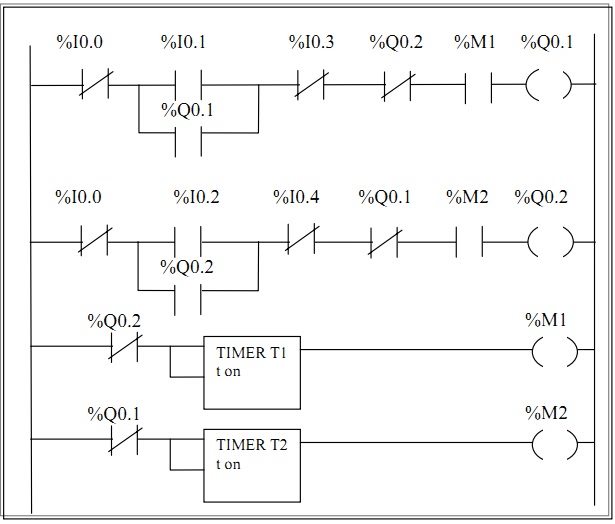 %I0.0 %I0.1 %I0.3 %Q0.2 %M1 %Q0.1
%Q0.1
%I0.0 %I0.2 %I0.4 %Q0.1 %M2 %Q0.2
%Q0.2
%Q0.2 %M1
TIMER T1
t on
%Q0.1 %M2
TIMER T2
t on